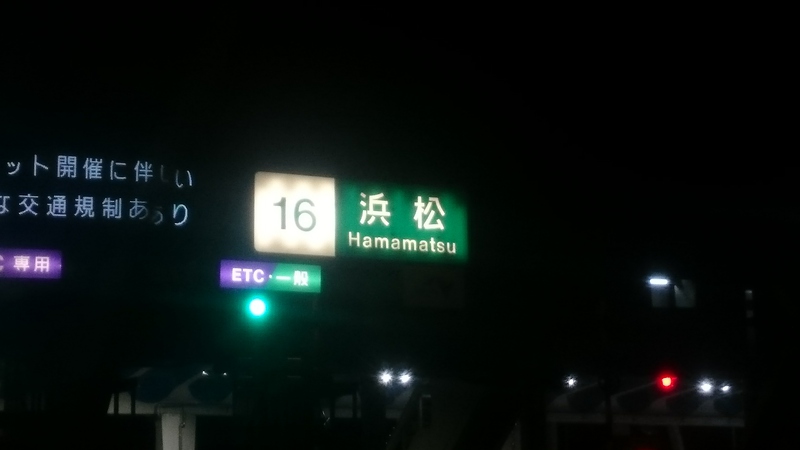 ット開催に伴い
な交通規制あり
16
浜松
Hamamatsu
専用
ETC・一般